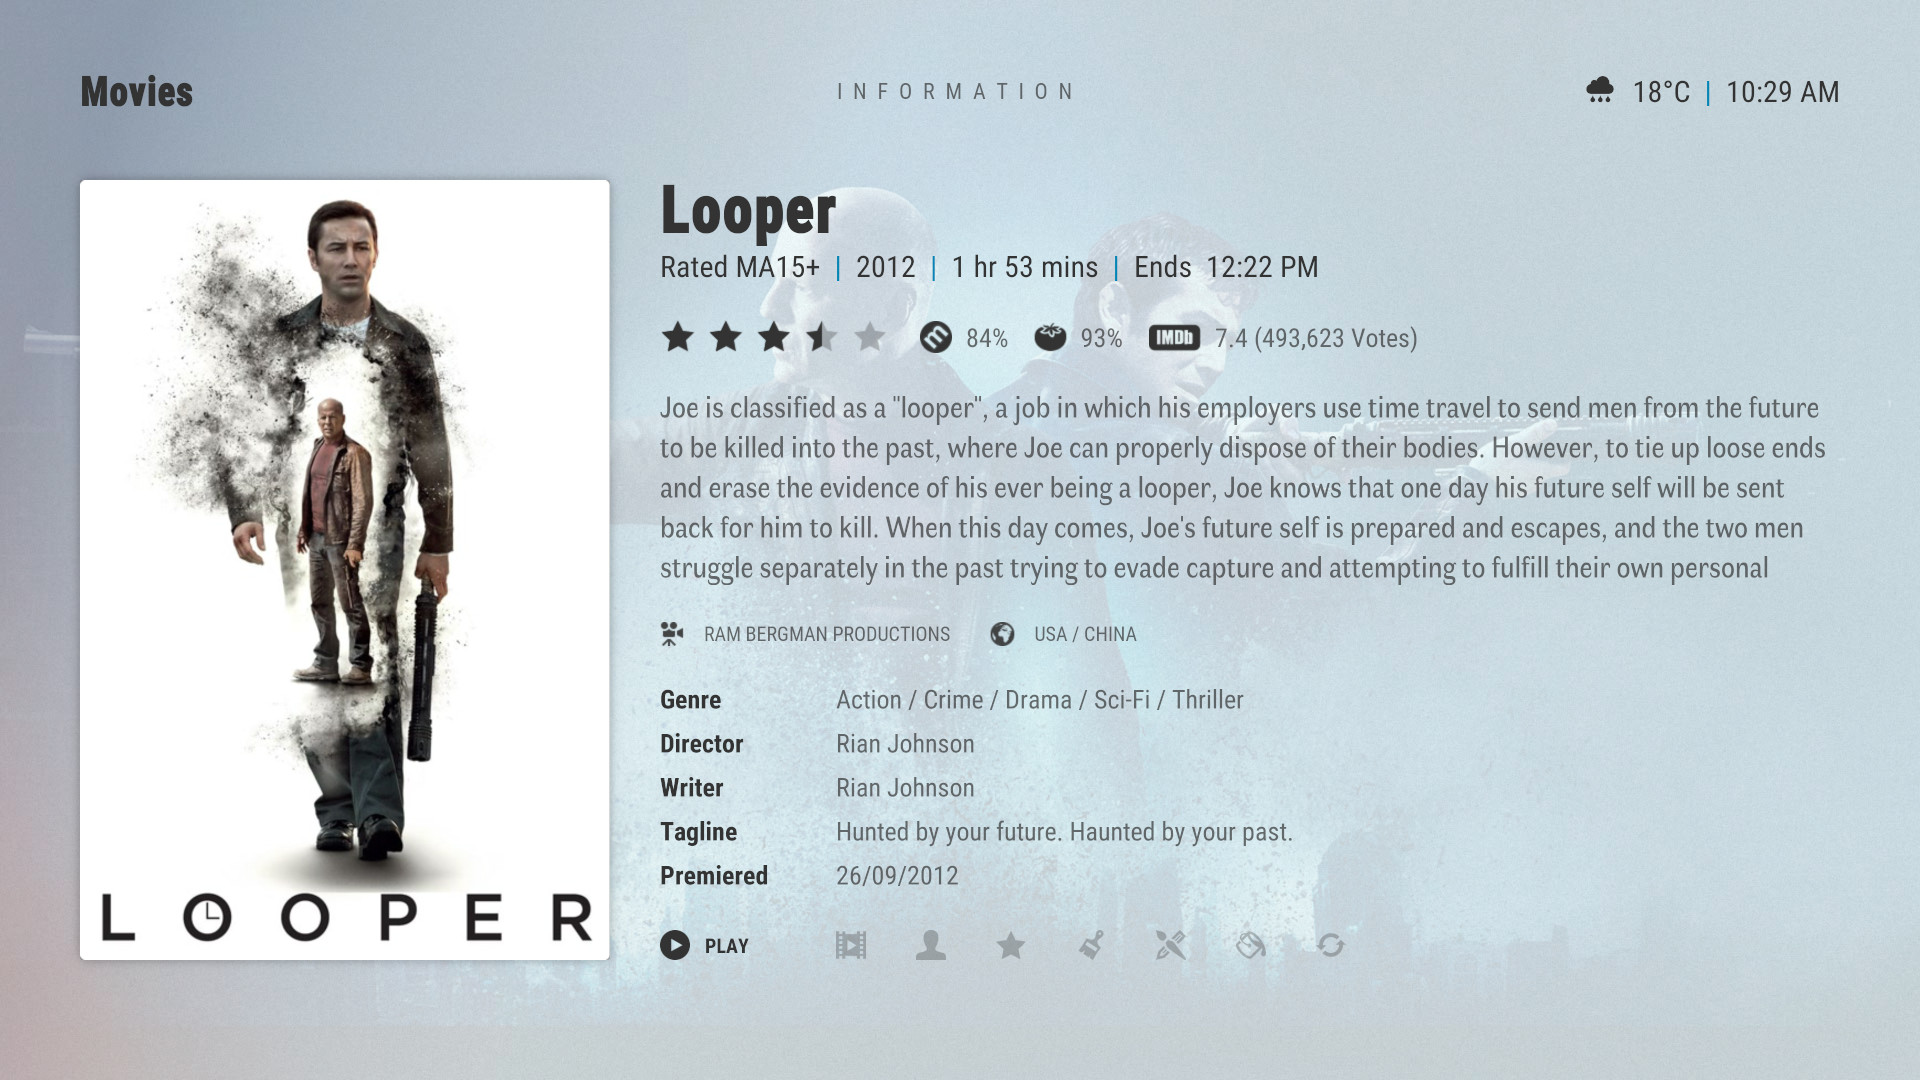 Movies
INFORMATION
18°C | 10:29 AM
Looper
Rated MA15+ | 2012 | 1 hr 53 mins | Ends 12:22 PM
84% 93% IMDb 7.4 (493,623 Votes)
Joe is classified as a "looper", a job in which his employers use time travel to send men from the future
to be killed into the past, where Joe can properly dispose of their bodies. However, to tie up loose ends
and erase the evidence of his ever being a looper, Joe knows that one day his future self will be sent
back for him to kill. When this day comes, Joe's future self is prepared and escapes, and the two men
struggle separately in the past trying to evade capture and attempting to fulfill their own personal
RAM BERGMAN PRODUCTIONS USA / CHINA
Genre Action / Crime / Drama / Sci-Fi / Thriller
Director Rian Johnson
Writer Rian Johnson
Tagline Hunted by your future. Haunted by your past.
Premiered 26/09/2012
PLAY
LOOPER